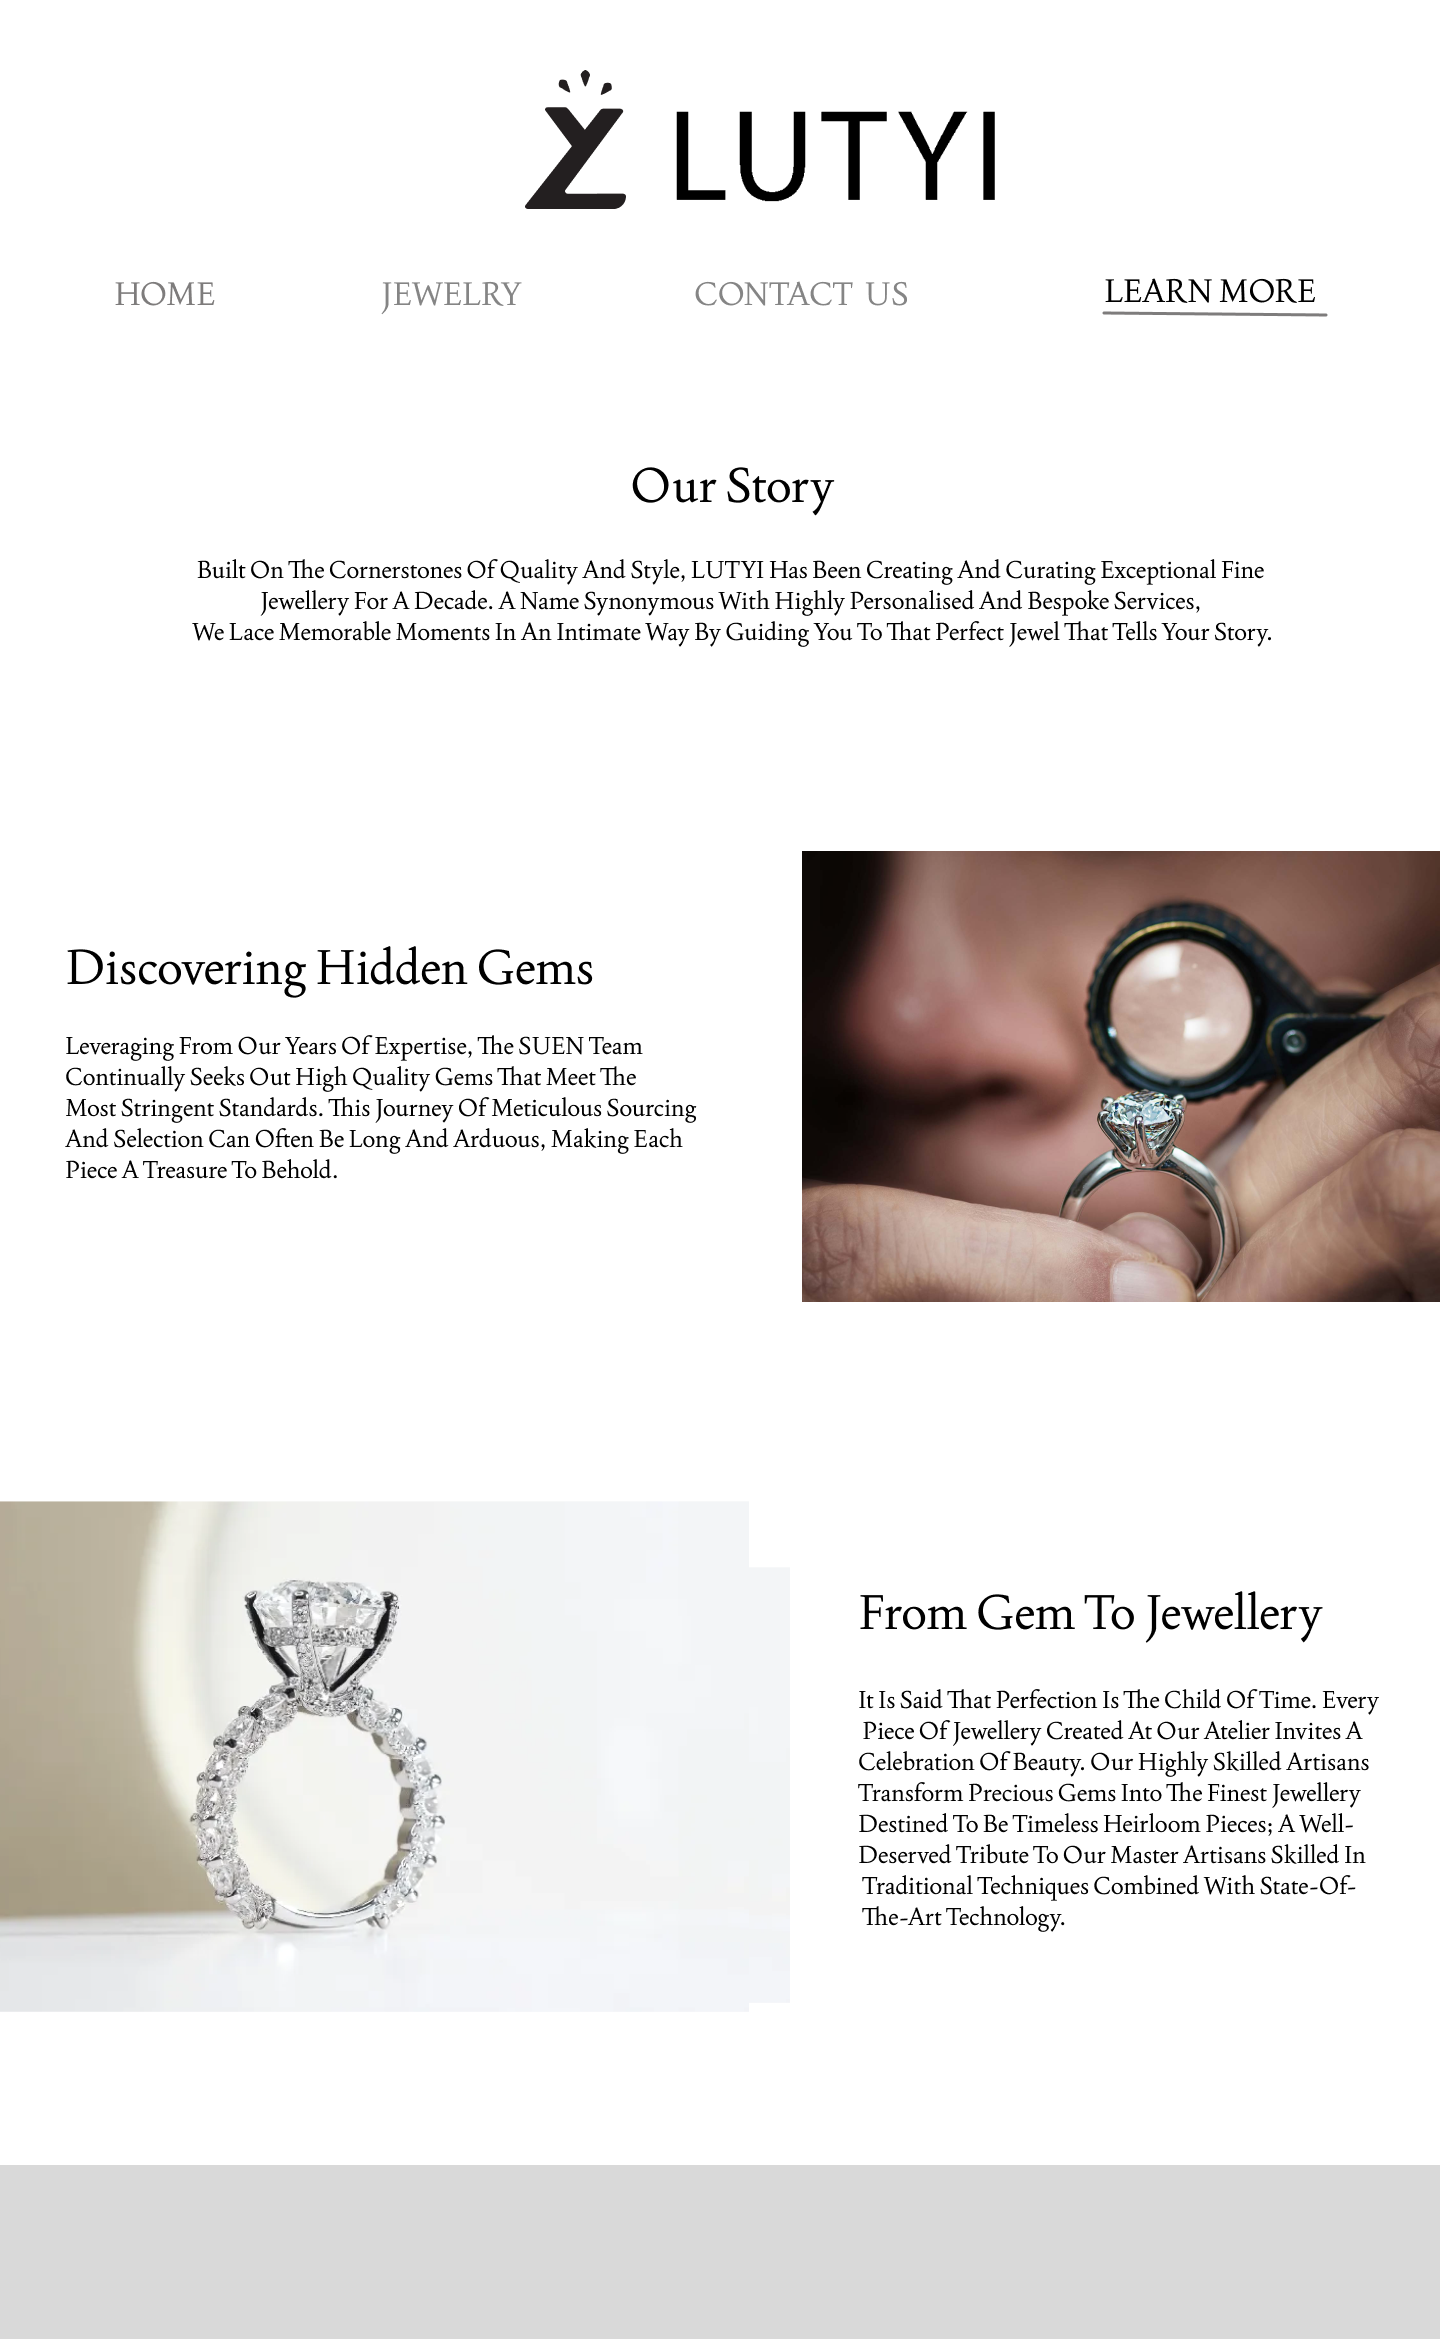 LUTYI
HOME JEWELRY CONTACT US LEARN MORE
Our Story
Built On The Cornerstones Of Quality And Style, LUTYI Has Been Creating And Curating Exceptional Fine
Jewellery For A Decade. A Name Synonymous With Highly Personalised And Bespoke Services,
We Lace Memorable Moments In An Intimate Way By Guiding You To That Perfect Jewel That Tells Your Story.
Discovering Hidden Gems
Leveraging From Our Years Of Expertise, The SUEN Team
Continually Seeks Out High Quality Gems That Meet The
Most Stringent Standards. This Journey Of Meticulous Sourcing
And Selection Can Often Be Long And Arduous, Making Each
Piece A Treasure To Behold.
From Gem To Jewellery
It Is Said That Perfection Is The Child Of Time. Every
Piece Of Jewellery Created At Our Atelier Invites A
Celebration Of Beauty. Our Highly Skilled Artisans
Transform Precious Gems Into The Finest Jewellery
Destined To Be Timeless Heirloom Pieces; A Well-
Deserved Tribute To Our Master Artisans Skilled In
Traditional Techniques Combined With State-Of-
The-Art Technology.